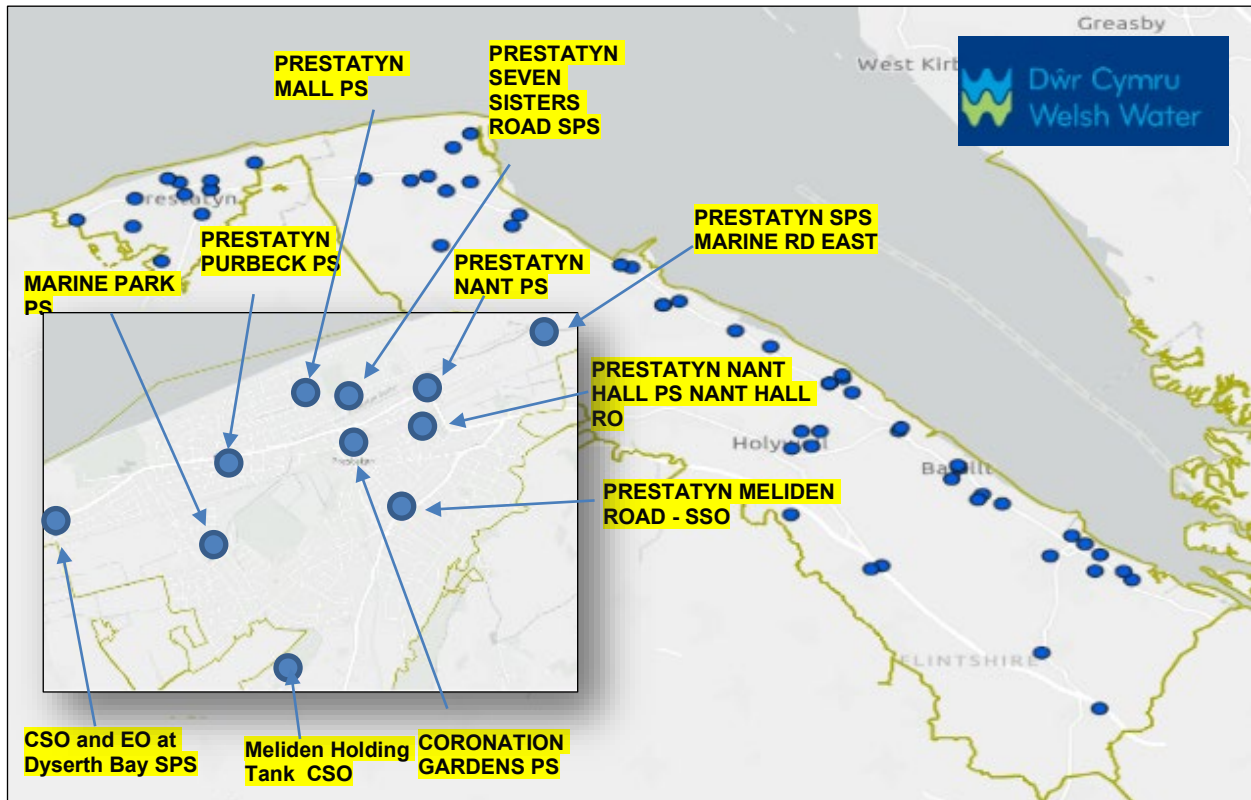 Greasby
West Kirb
Dŵr Cymru
Welsh Water
PRESTATYN
MALL PS
PRESTATYN
SEVEN
SISTERS
ROAD SPS
Prestatyn
PRESTATYN
PURBECK PS
PRESTATYN
NANT PS
PRESTATYN SPS
MARINE RD EAST
MARINE PARK
PS
PRESTATYN NANT
HALL PS NANT HALL
RO
Prestatyn
PRESTATYN MELIDEN
ROAD - SSO
Holywell
Bagillt
FLINTSHIRE
CSO and EO at
Dyserth Bay SPS
Meliden Holding
Tank CSO
CORONATION
GARDENS PS